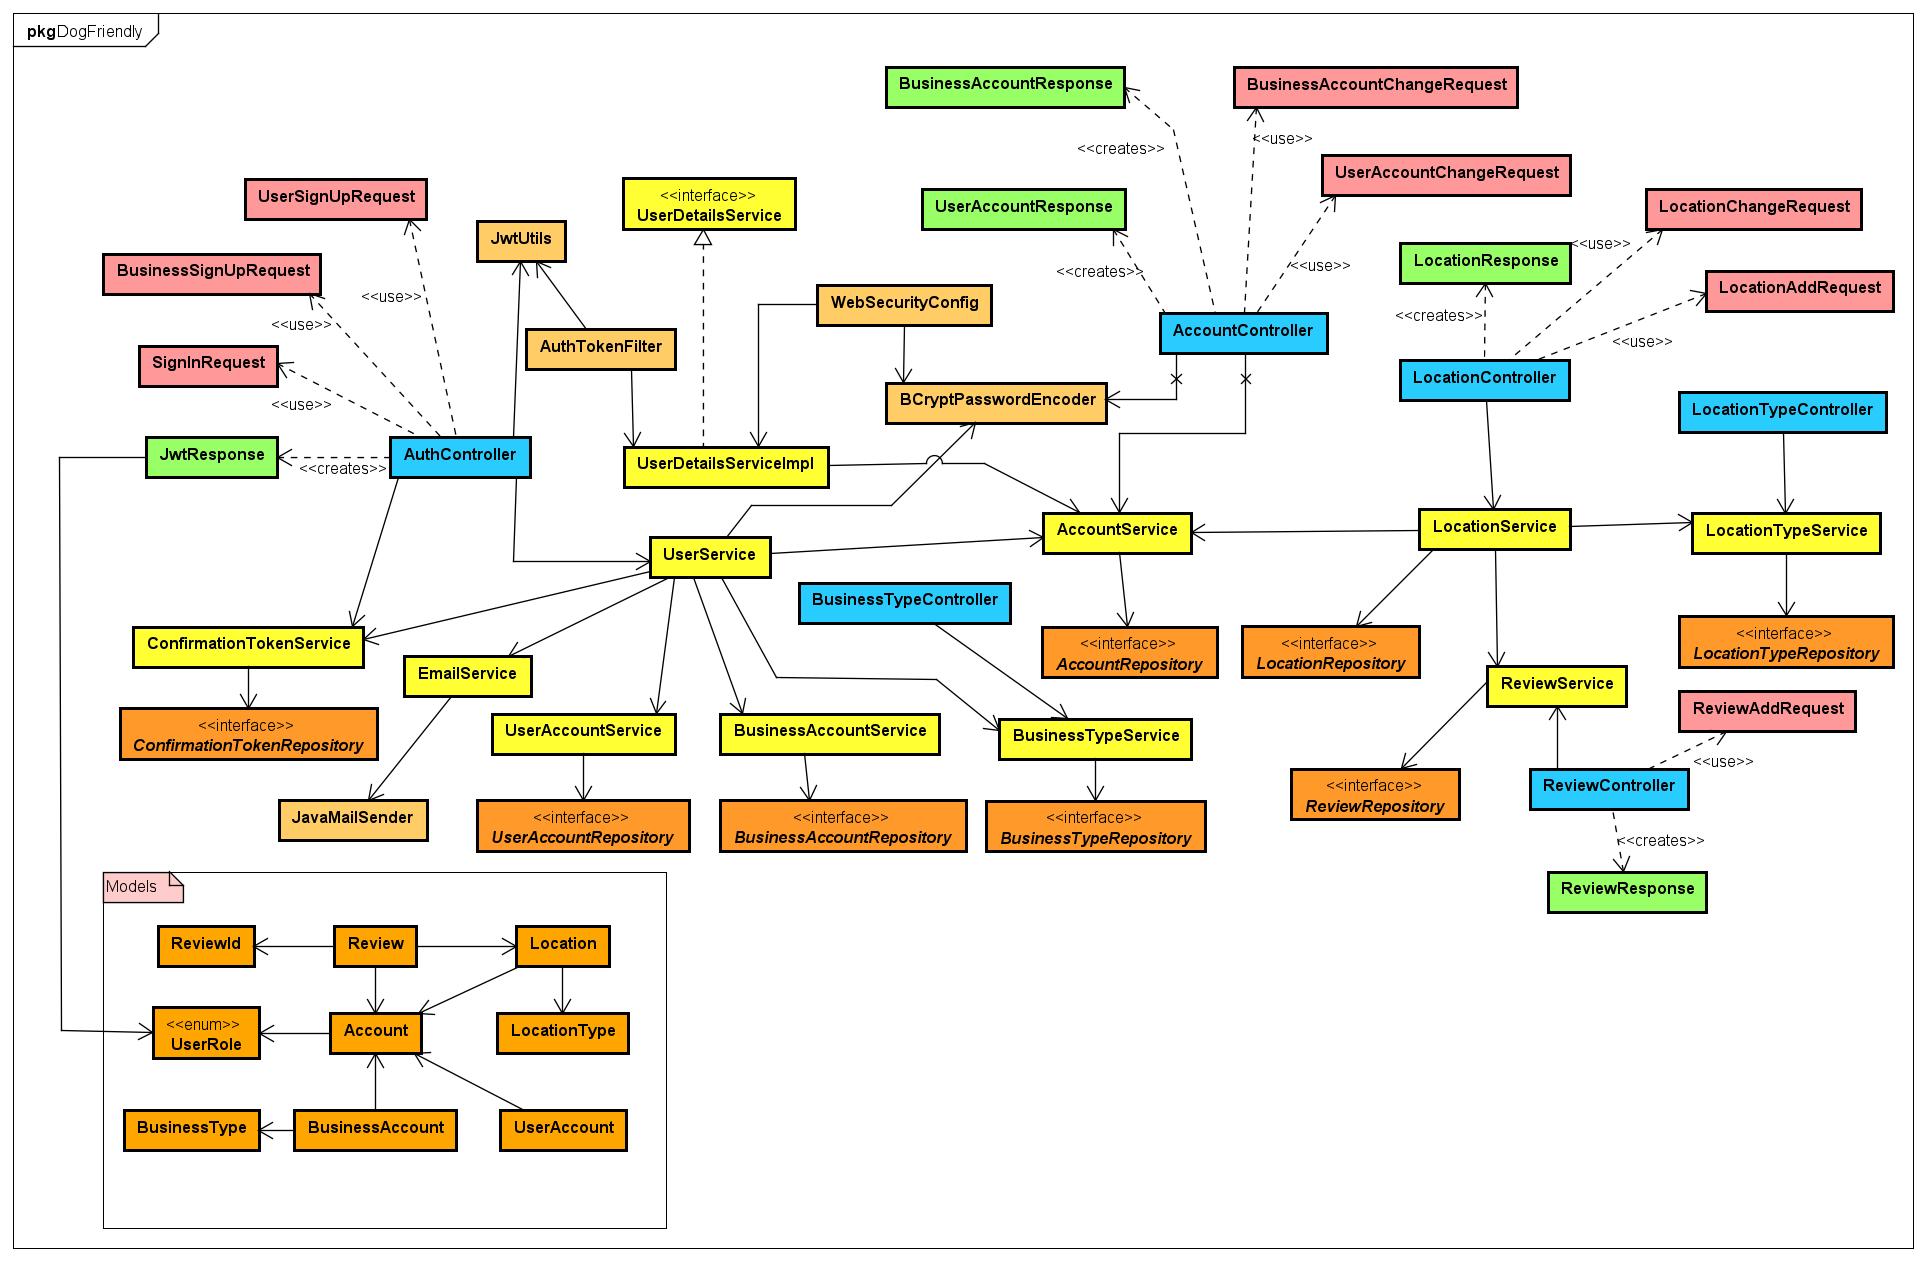 pkg DogFriendly
BusinessAccountResponse
BusinessAccountChangeRequest
<<creates>>
<<use>>
UserAccountChangeRequest
UserSignUpRequest
<<interface>>
UserDetailsService
UserAccountResponse
LocationChangeRequest
JwtUtils
<<use>>
LocationResponse
BusinessSignUpRequest
<<creates>>
<<use>>
LocationAddRequest
<<use>>
WebSecurityConfig
<<use>>
AccountController
<<creates>>
<<use>>
AuthTokenFilter
SignInRequest
LocationController
<<use>>
BCryptPasswordEncoder
LocationTypeController
JwtResponse
<<creates>>
AuthController
UserDetailsServiceImpl
AccountService
LocationService
LocationTypeService
UserService
BusinessTypeController
ConfirmationTokenService
<<interface>>
AccountRepository
<<interface>>
LocationRepository
<<interface>>
LocationTypeRepository
EmailService
ReviewService
ReviewAddRequest
<<interface>>
ConfirmationTokenRepository
UserAccountService
BusinessAccountService
BusinessTypeService
<<use>>
<<interface>>
ReviewRepository
ReviewController
JavaMailSender
<<interface>>
UserAccountRepository
<<interface>>
BusinessAccountRepository
<<interface>>
BusinessTypeRepository
<<creates>>
ReviewResponse
Models
ReviewId
Review
Location
<<enum>>
UserRole
Account
LocationType
BusinessType
BusinessAccount
UserAccount